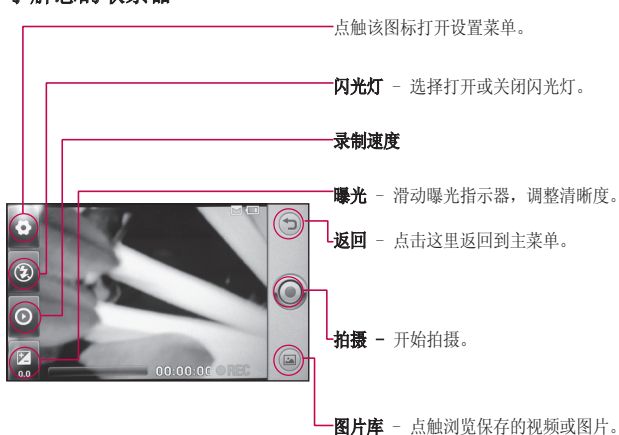 点触该图标打开设置菜单。
闪光灯 - 选择打开或关闭闪光灯。
录制速度
曝光 - 滑动曝光指示器，调整清晰度。
返回 - 点击这里返回到主菜单。
拍摄 - 开始拍摄。
图片库 - 点触浏览保存的视频或图片。
0.0
00:00:00 REC